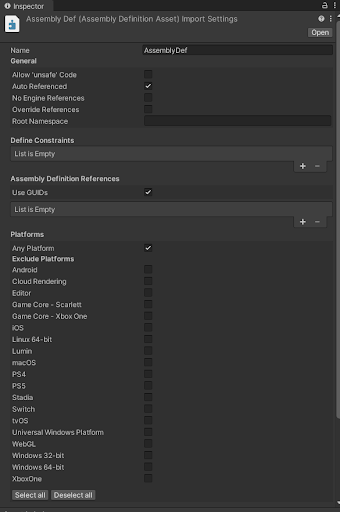 Inspector
Assembly Def (Assembly Definition Asset) Import Settings
Open
Name AssemblyDef
General
Allow 'unsafe' Code
Auto Referenced
No Engine References
Override References
Root Namespace
Define Constraints
List is Empty
+ −
Assembly Definition References
Use GUIDs
List is Empty
+ −
Platforms
Any Platform
Exclude Platforms
Android
Cloud Rendering
Editor
Game Core - Scarlett
Game Core - Xbox One
iOS
Linux 64-bit
Lumin
macOS
PS4
PS5
Stadia
Switch
tvOS
Universal Windows Platform
WebGL
Windows 32-bit
Windows 64-bit
XboxOne
Select all Deselect all